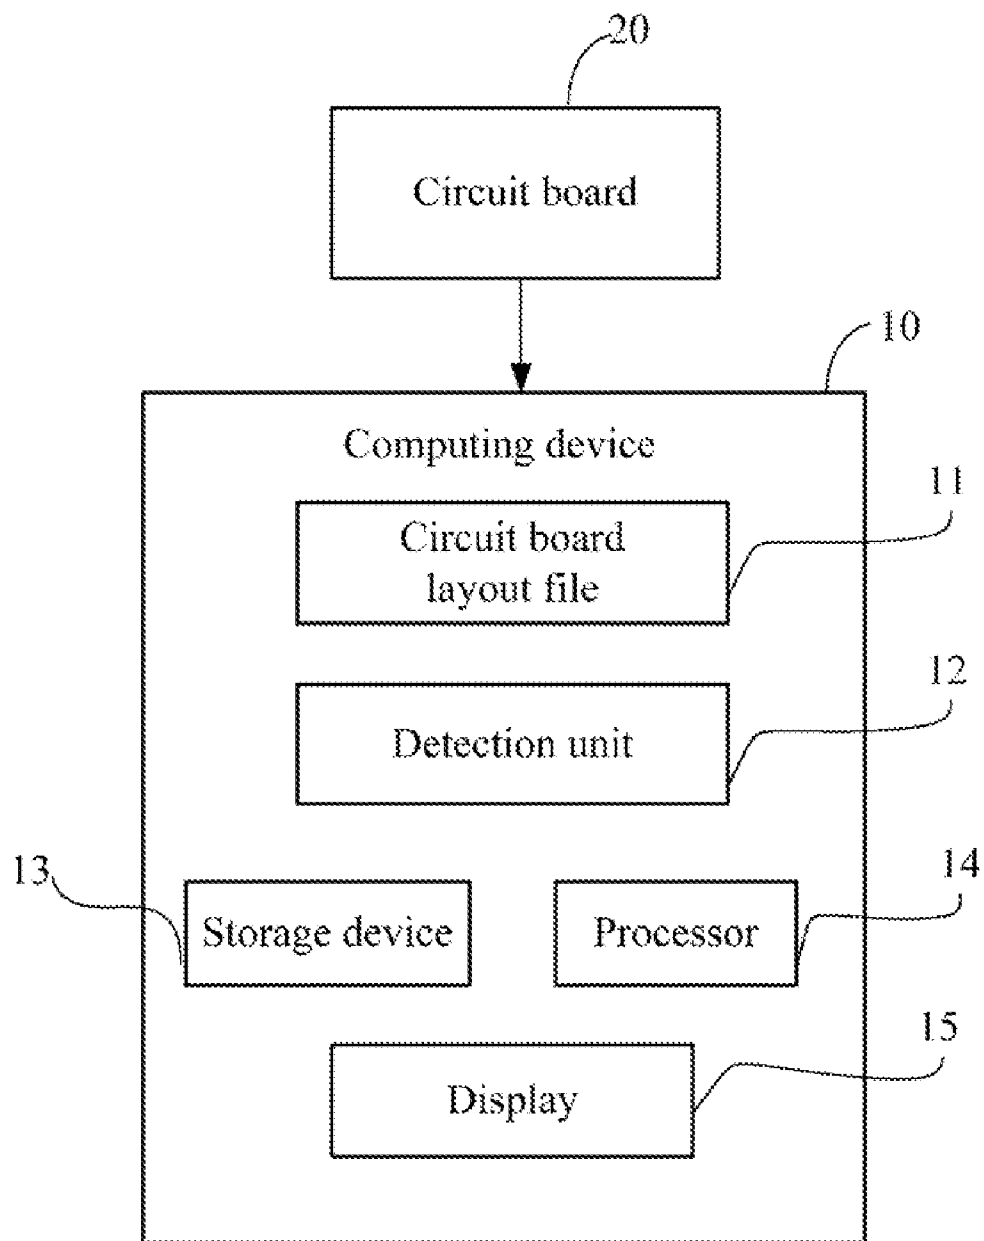 20
Circuit board
10
Computing device
11
Circuit board
layout file
12
Detection unit
13
14
Storage device
Processor
15
Display